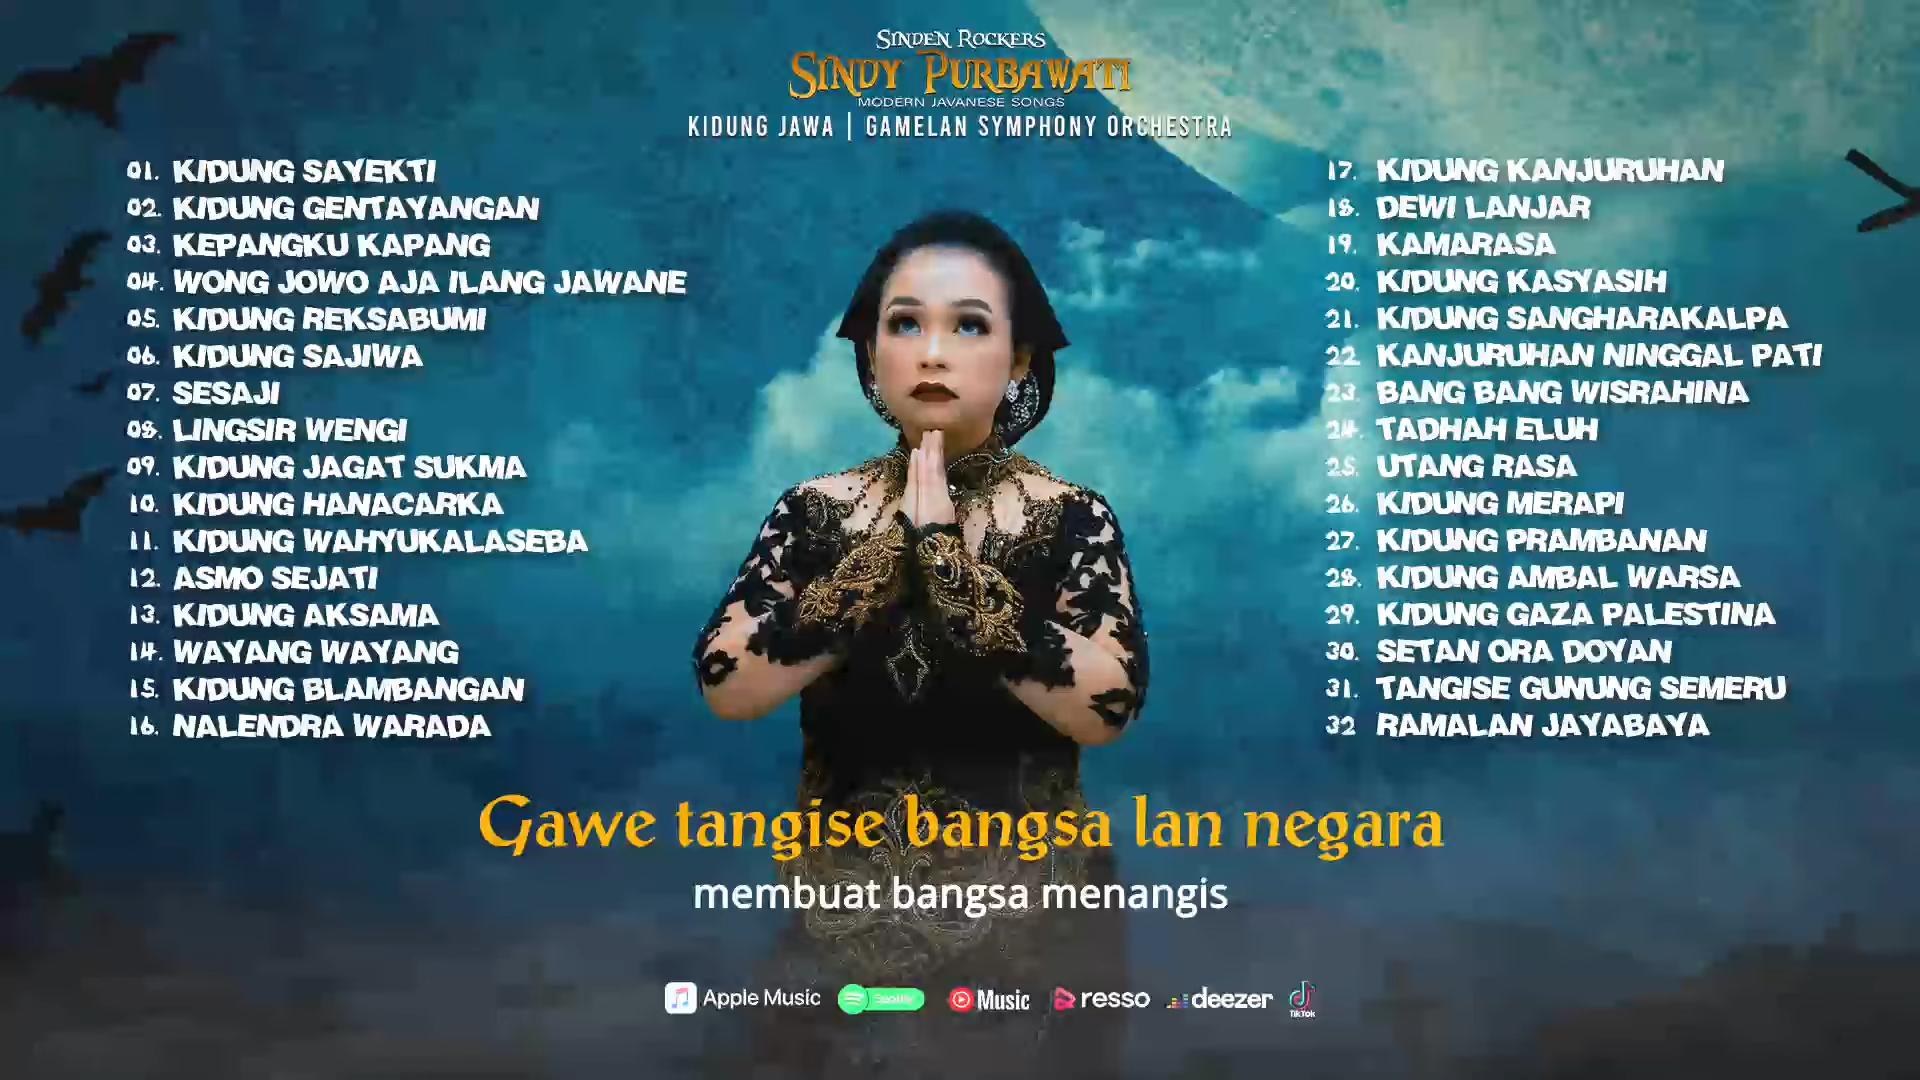 SINDEN ROCKERS
SINDY PURBAWATI
MODERN JAVANESE SONGS
KIDUNG JAWA | GAMELAN SYMPHONY ORCHESTRA
01. KIDUNG SAYEKTI
02. KIDUNG GENTAYANGAN
03. KEPANGKU KAPANG
04. WONG JOWO AJA ILANG JAWANE
05. KIDUNG REKSABUMI
06. KIDUNG SAJIWA
07. SESAJI
08. LINGSIR WENGI
09. KIDUNG JAGAT SUKMA
10. KIDUNG HANACARKA
11. KIDUNG WAHYUKALASEBA
12. ASMO SEJATI
13. KIDUNG AKSAMA
14. WAYANG WAYANG
15. KIDUNG BLAMBANGAN
16. NALENDRA WARADA
17. KIDUNG KANJURUHAN
18. DEWI LANJAR
19. KAMARASA
20. KIDUNG KASYASIH
21. KIDUNG SANGHARAKALPA
22. KANJURUHAN NINGGAL PATI
23. BANG BANG WISRAHINA
24. TADHAH ELUH
25. UTANG RASA
26. KIDUNG MERAPI
27. KIDUNG PRAMBANAN
28. KIDUNG AMBAL WARSA
29. KIDUNG GAZA PALESTINA
30. SETAN ORA DOYAN
31. TANGISE GUNUNG SEMERU
32 RAMALAN JAYABAYA
Gawe tangise bangsa lan negara
membuat bangsa menangis
Apple Music Spotify Music resso deezer TikTok